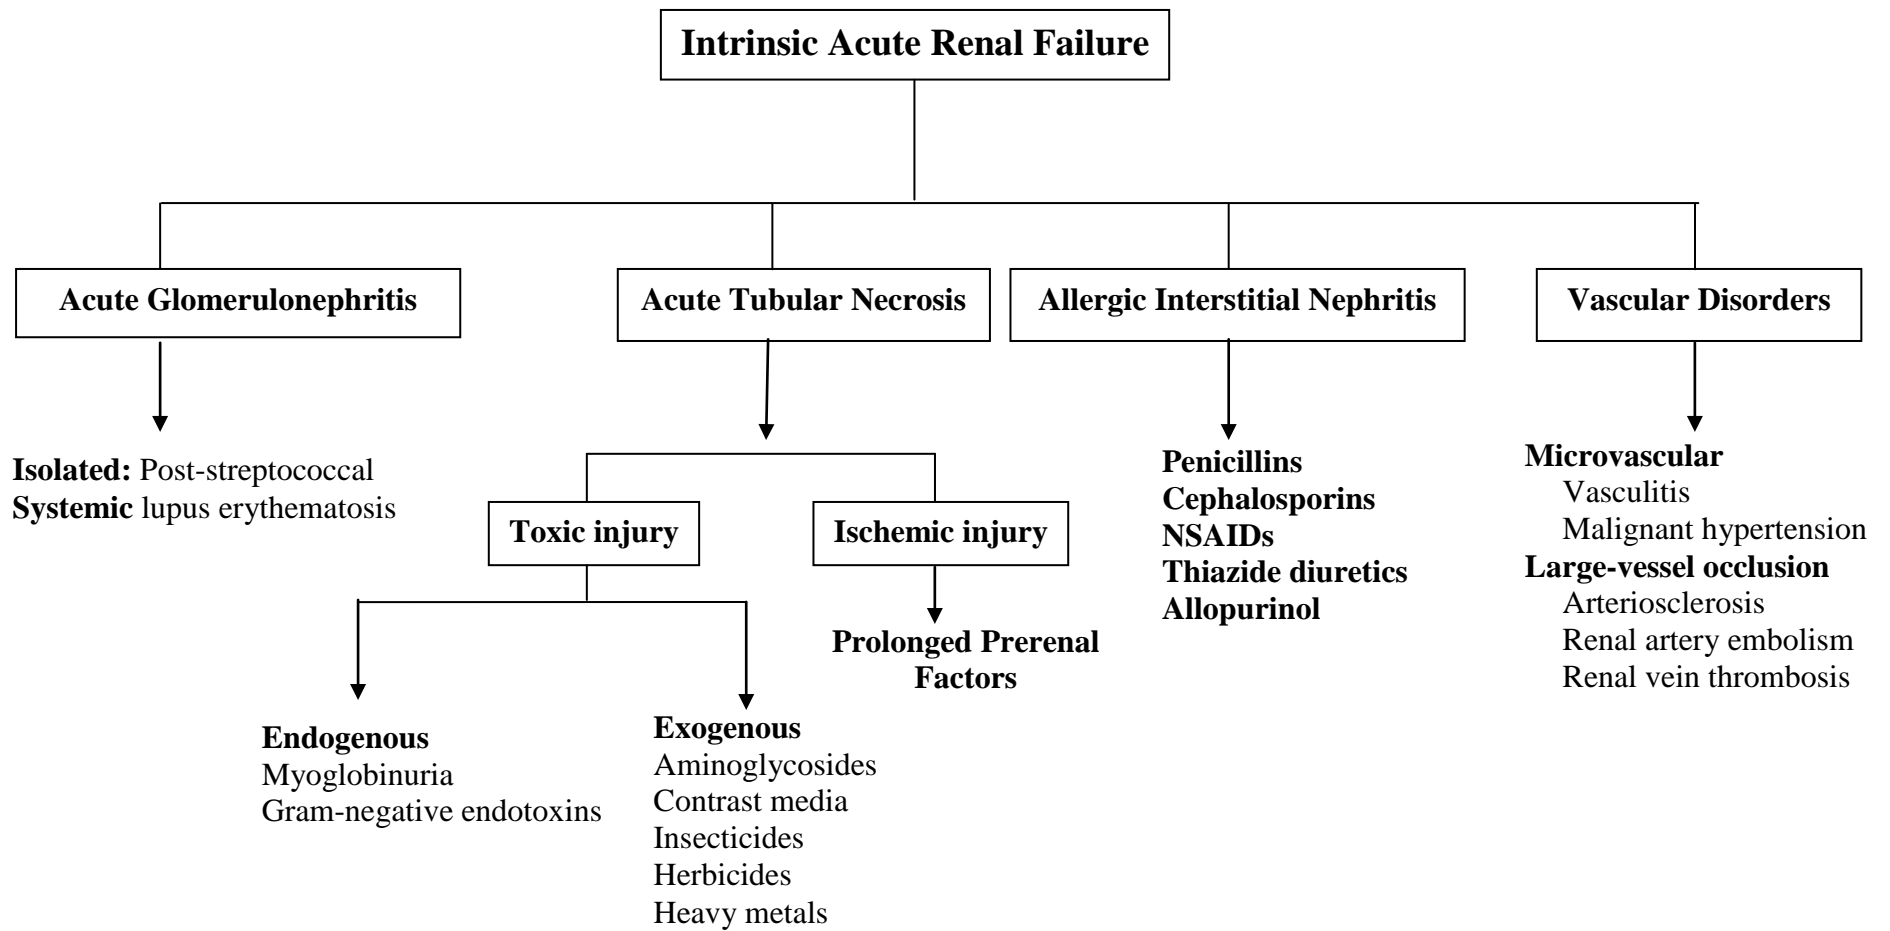 Intrinsic Acute Renal Failure
Acute Glomerulonephritis
Acute Tubular Necrosis
Allergic Interstitial Nephritis
Vascular Disorders
Isolated: Post-streptococcal
Systemic lupus erythematosis
Toxic injury
Ischemic injury
Penicillins
Cephalosporins
NSAIDs
Thiazide diuretics
Allopurinol
Microvascular
Vasculitis
Malignant hypertension
Large-vessel occlusion
Arteriosclerosis
Renal artery embolism
Renal vein thrombosis
Prolonged Prerenal
Factors
Endogenous
Myoglobinuria
Gram-negative endotoxins
Exogenous
Aminoglycosides
Contrast media
Insecticides
Herbicides
Heavy metals